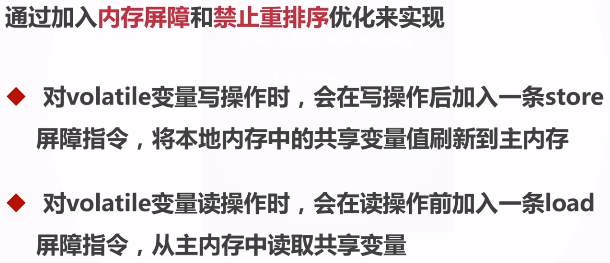 通过加入内存屏障和禁止重排序优化来实现
对volatile变量写操作时，会在写操作后加入一条store
屏障指令，将本地内存中的共享变量值刷新到主内存
对volatile变量读操作时，会在读操作前加入一条load
屏障指令，从主内存中读取共享变量